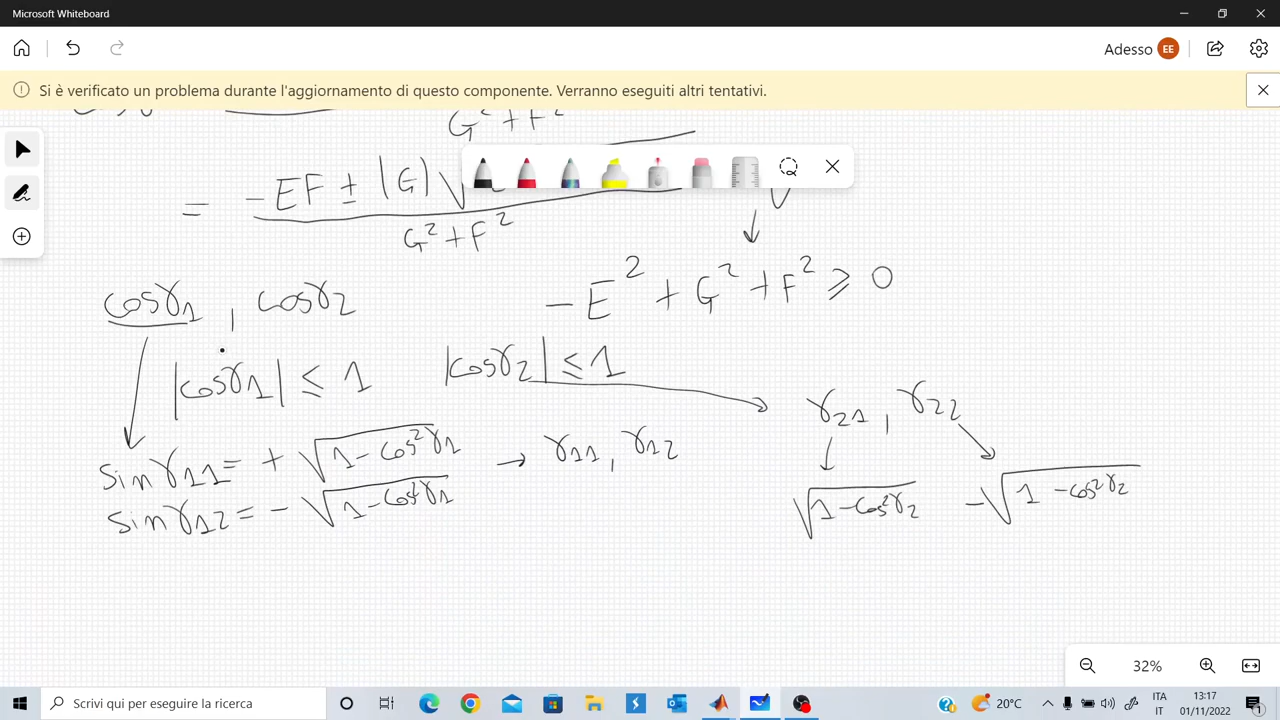 Microsoft Whiteboard
Adesso EE
Si è verificato un problema durante l'aggiornamento di questo componente. Verranno eseguiti altri tentativi.
G² + F²
= -EF ± (G) √
G² + F²
-E² + G² + F² ⩾ 0
cosγ1 , cosγ2
|cosγ1| ≤ 1 |cosγ2| ≤ 1
γ21 , γ22
sinγ11 = + √1-cos²γ1 → γ11 , γ12
sinγ12 = - √1-cos²γ1
√1-cos²γ2 -√1-cos²γ2
32%
Scrivi qui per eseguire la ricerca
20°C
ITA
IT
13:17
01/11/2022